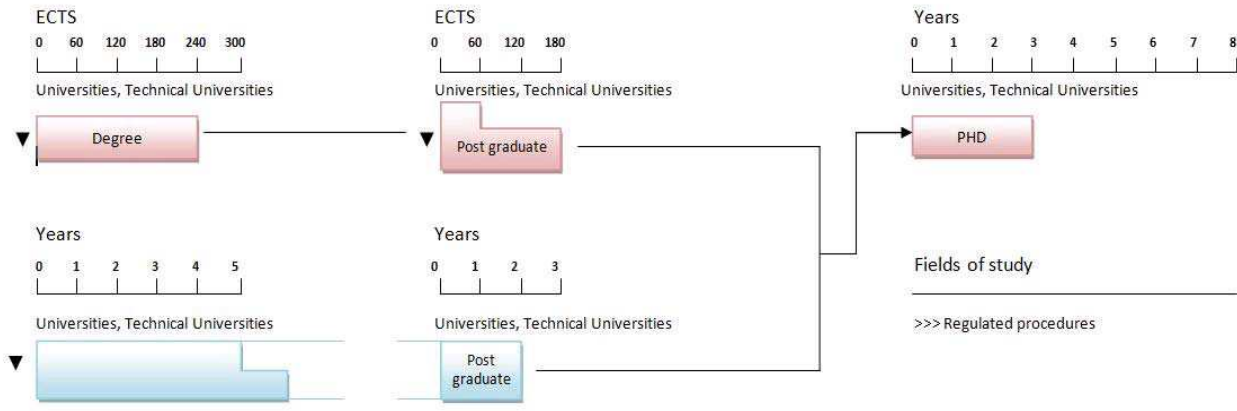 ECTS
0 60 120 180 240 300
Universities, Technical Universities
Degree
ECTS
0 60 120 180
Universities, Technical Universities
Post graduate
Years
0 1 2 3 4 5 6 7 8
Universities, Technical Universities
PHD
Years
0 1 2 3 4 5
Universities, Technical Universities
Years
0 1 2 3
Universities, Technical Universities
Post
graduate
Fields of study
>>> Regulated procedures